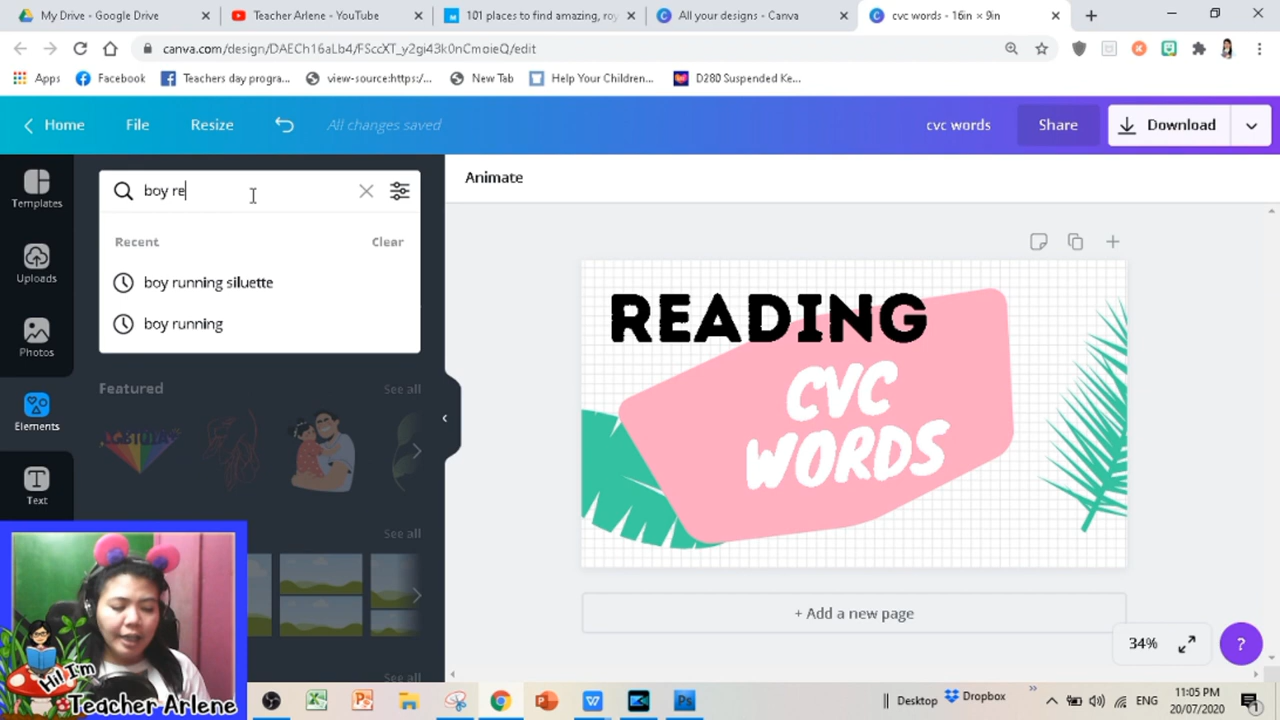 My Drive - Google Drive
Teacher Arlene - YouTube
101 places to find amazing, roy
All your designs - Canva
cvc words - 16in × 9in
canva.com/design/DAECh16aLb4/FSccXT_y2gi43k0nCmoieQ/edit
Apps
Facebook
Teachers day progra...
view-source:https:/...
New Tab
Help Your Children...
D280 Suspended Ke...
Home
File
Resize
All changes saved
cvc words
Share
Download
Templates
Uploads
Photos
Elements
Text
boy re
Recent
Clear
boy running siluette
boy running
Featured
See all
LGBTQIA+
See all
See all
Animate
READING
CVC
WORDS
+ Add a new page
34%
?
Hi! I'm
Teacher Arlene
Desktop
Dropbox
ENG
11:05 PM
20/07/2020